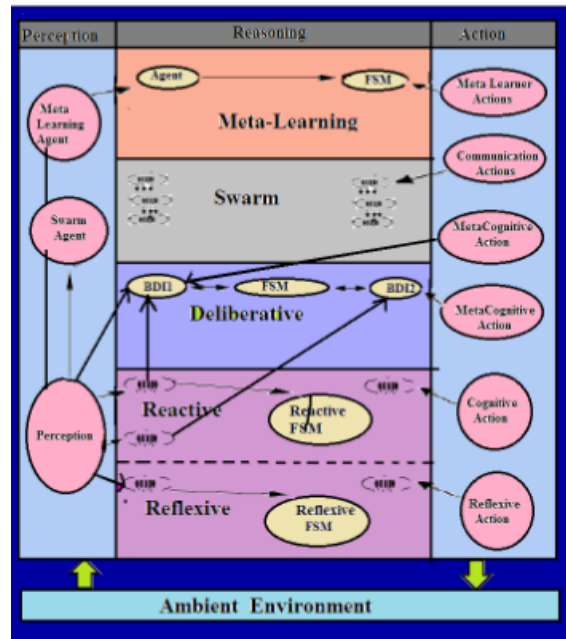 Perception
Reasoning
Action
Agent
FSM
Meta Learner
Actions
Meta
Learning
Agent
Meta-Learning
Communication
Actions
Swarm
Swarm
Agent
MetaCognitive
Action
BDI1
FSM
BDI2
Deliberative
MetaCognitive
Action
Reactive
Reactive
FSM
Cognitive
Action
Perception
Reflexive
Reflexive
FSM
Reflexive
Action
Ambient Environment